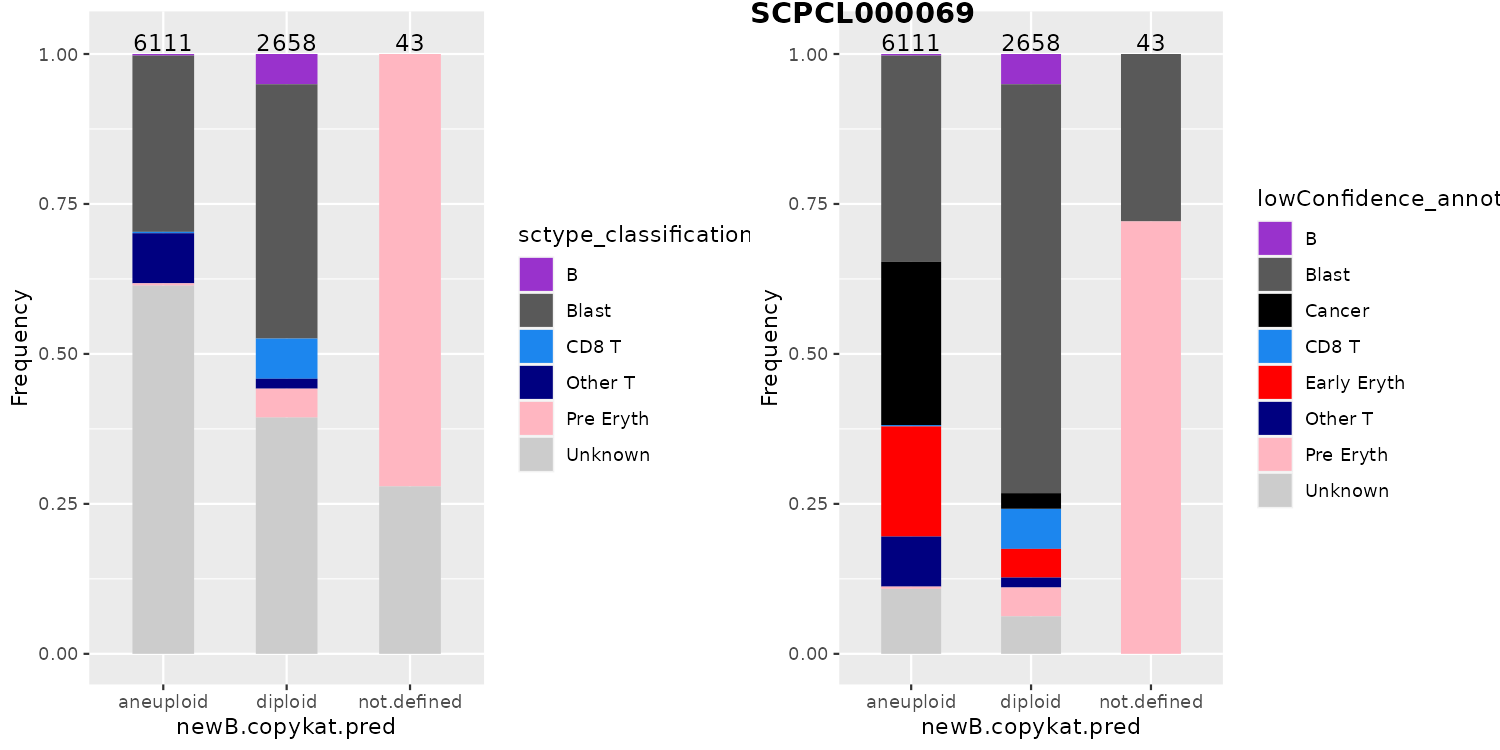 SCPCL000069
6111 2658 43
1.00
0.75
0.50
0.25
0.00
Frequency
aneuploid diploid not.defined
newB.copykat.pred
sctype_classification
B
Blast
CD8 T
Other T
Pre Eryth
Unknown
6111 2658 43
1.00
0.75
0.50
0.25
0.00
Frequency
aneuploid diploid not.defined
newB.copykat.pred
lowConfidence_annot
B
Blast
Cancer
CD8 T
Early Eryth
Other T
Pre Eryth
Unknown